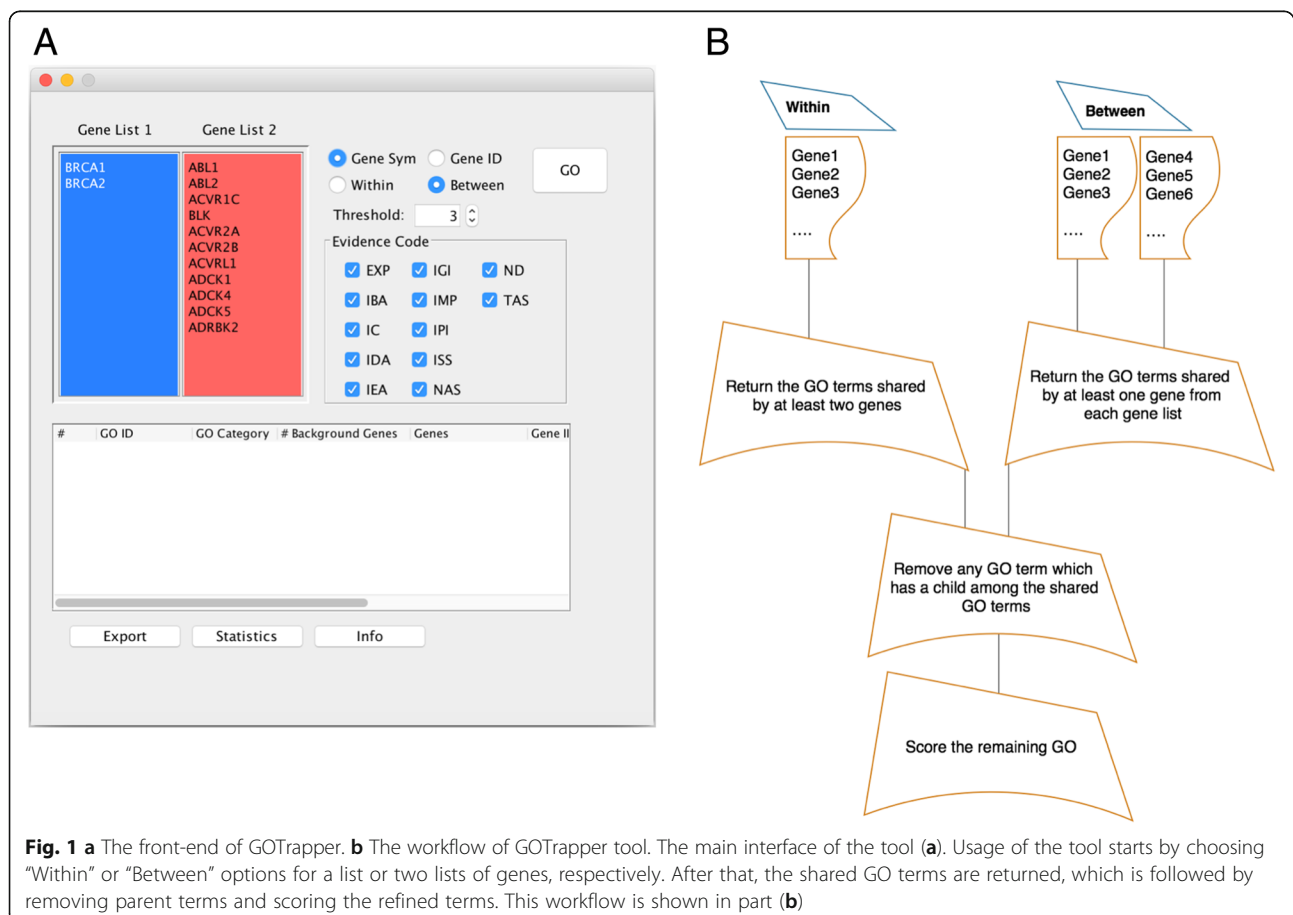 A
Gene List 1
Gene List 2
BRCA1
BRCA2
ABL1
ABL2
ACVR1C
BLK
ACVR2A
ACVR2B
ACVRL1
ADCK1
ADCK4
ADCK5
ADRBK2
Gene Sym Gene ID
Within Between
GO
Threshold: 3
Evidence Code
EXP IGI ND
IBA IMP TAS
IC IPI
IDA ISS
IEA NAS
# GO ID GO Category # Background Genes Genes Gene II
Export Statistics Info
B
Within
Gene1
Gene2
Gene3
....
Between
Gene1
Gene2
Gene3
....
Gene4
Gene5
Gene6
....
Return the GO terms shared
by at least two genes
Return the GO terms shared
by at least one gene from
each gene list
Remove any GO term which
has a child among the shared
GO terms
Score the remaining GO
Fig. 1 a The front-end of GOTrapper. b The workflow of GOTrapper tool. The main interface of the tool (a). Usage of the tool starts by choosing
“Within” or “Between” options for a list or two lists of genes, respectively. After that, the shared GO terms are returned, which is followed by
removing parent terms and scoring the refined terms. This workflow is shown in part (b)